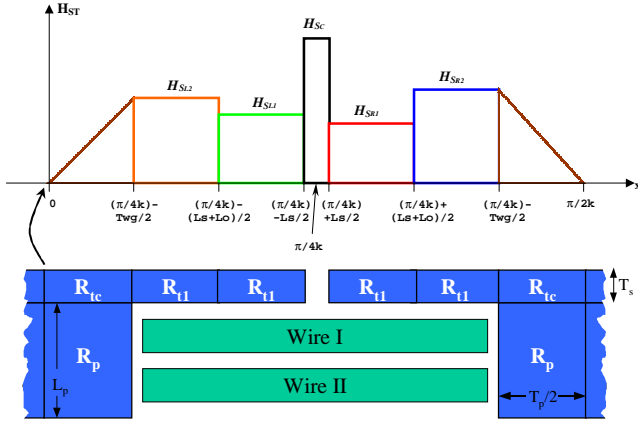 H_ST
H_SC
H_SL2
H_SL1
H_SR1
H_SR2
x
0
(π/4k)-
Twg/2
(π/4k)-
(Ls+Lo)/2
(π/4k)
-Ls/2
(π/4k)
+Ls/2
(π/4k)+
(Ls+Lo)/2
(π/4k)-
Twg/2
π/2k
π/4k
R_tc R_t1 R_t1 R_t1 R_t1 R_tc
T_s
Wire I
R_p R_p
L_p
Wire II
T_p/2